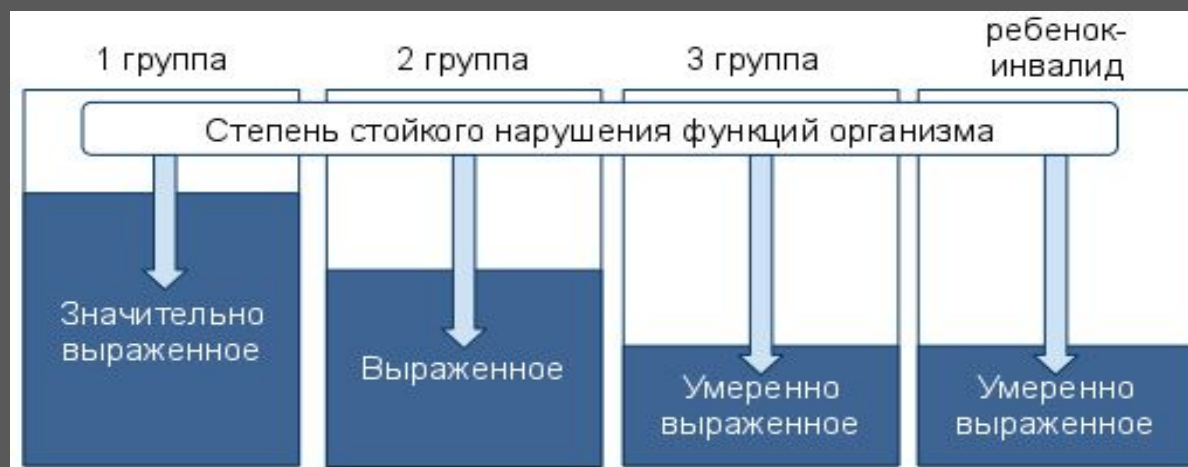 1 группа
2 группа
3 группа
ребенок-
инвалид
Степень стойкого нарушения функций организма
Значительно
выраженное
Выраженное
Умеренно
выраженное
Умеренно
выраженное